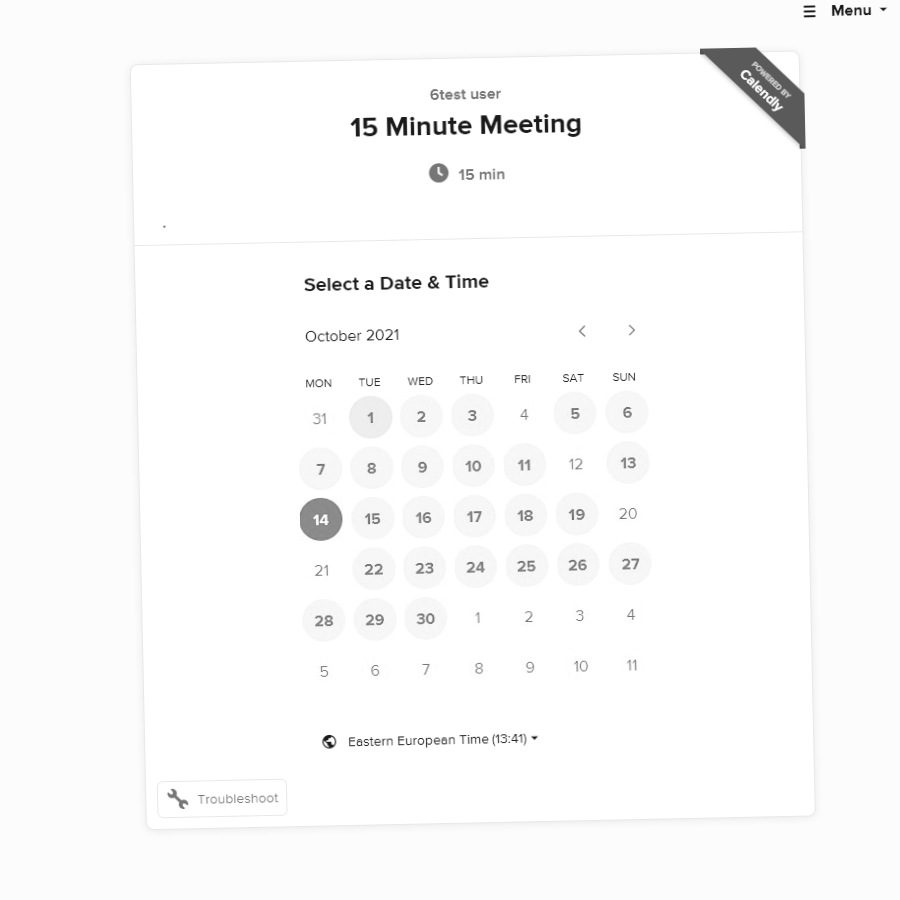 Menu
POWERED BY
Calendly
6test user
15 Minute Meeting
15 min
.
Select a Date & Time
October 2021
MON TUE WED THU FRI SAT SUN
31 1 2 3 4 5 6
7 8 9 10 11 12 13
14 15 16 17 18 19 20
21 22 23 24 25 26 27
28 29 30 1 2 3 4
5 6 7 8 9 10 11
Eastern European Time (13:41)
Troubleshoot